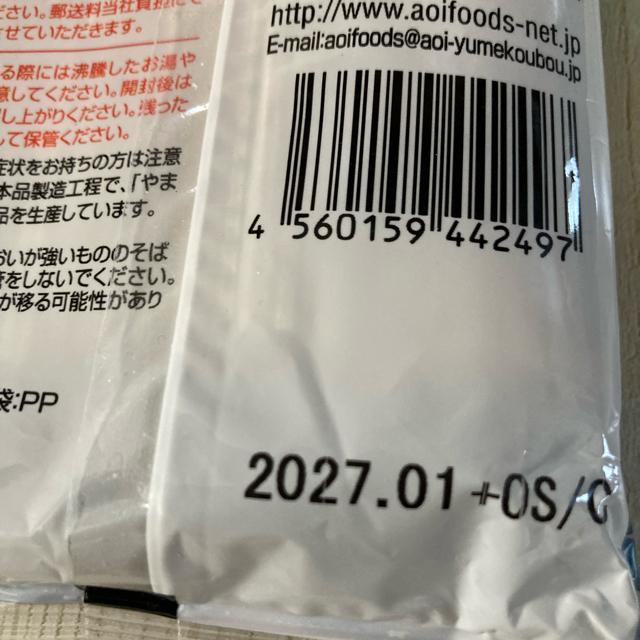 ださい。郵送料当社負担にて
せていただきます。
る際には沸騰したお湯や
意してください。開封後は
し上がりください。残った
して保管ください。
症状をお持ちの方は注意
本品製造工程で、「やま
品を生産しています。
おいが強いもののそば
管をしないでください。
が移る可能性があり
袋:PP
http://www.aoifoods-net.jp
E-mail:aoifoods@aoi-yumekoubou.jp
4 560159 442497
2027.01 +OS/C